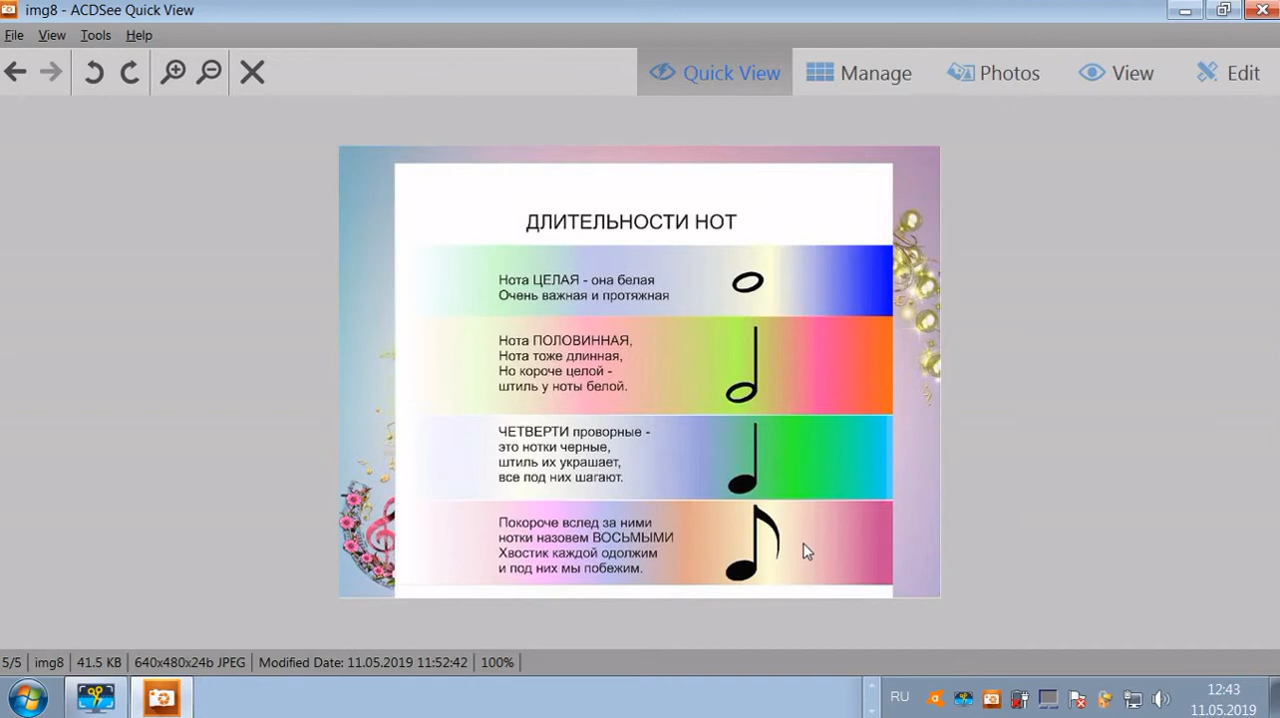 img8 - ACDSee Quick View
File View Tools Help
Quick View Manage Photos View Edit
ДЛИТЕЛЬНОСТИ НОТ
Нота ЦЕЛАЯ - она белая
Очень важная и протяжная
Нота ПОЛОВИННАЯ,
Нота тоже длинная,
Но короче целой -
штиль у ноты белой.
ЧЕТВЕРТИ проворные -
это нотки черные,
штиль их украшает,
все под них шагают.
Покороче вслед за ними
нотки назовем ВОСЬМЫМИ
Хвостик каждой одолжим
и под них мы побежим.
5/5 img8 41.5 KB 640x480x24b JPEG Modified Date: 11.05.2019 11:52:42 100%
RU 12:43
11.05.2019